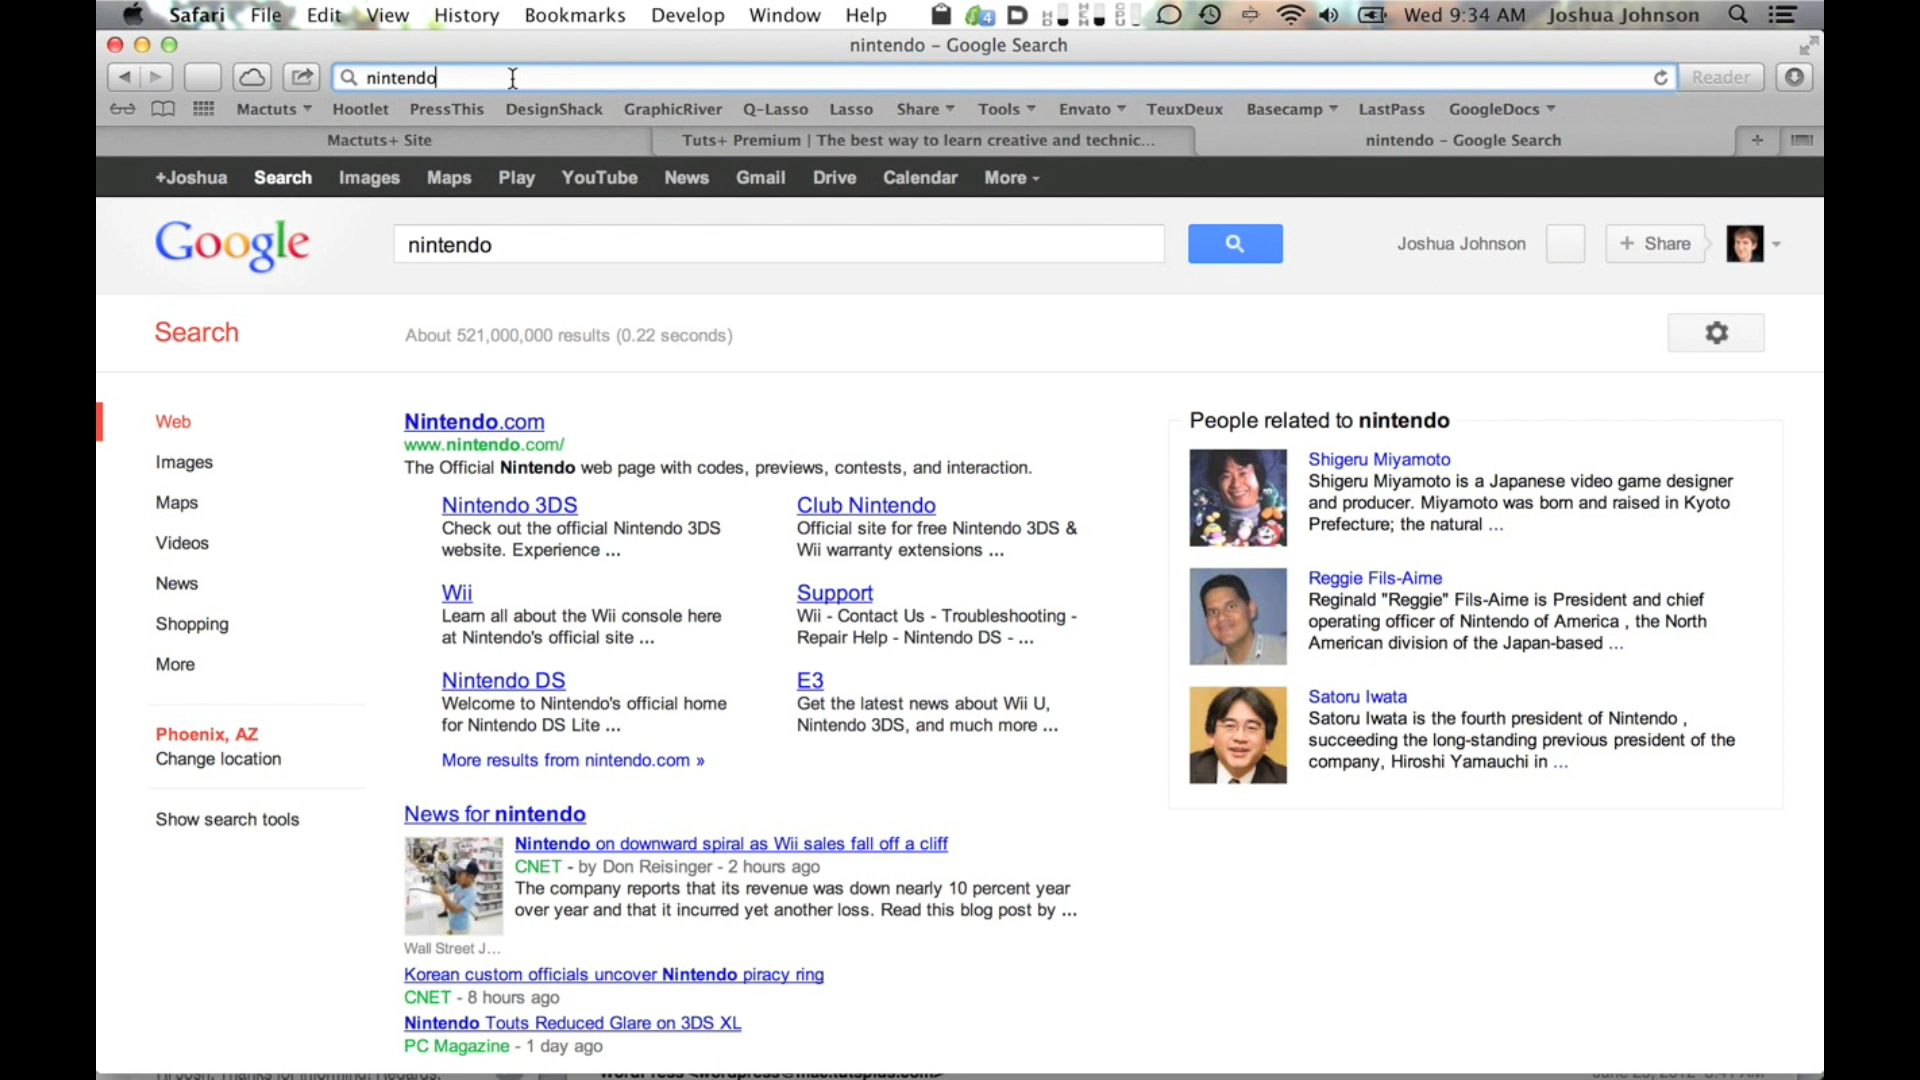 Safari File Edit View History Bookmarks Develop Window Help 4 Wed 9:34 AM Joshua Johnson
nintendo – Google Search
nintendo Reader
Mactuts Hootlet PressThis DesignShack GraphicRiver Q-Lasso Lasso Share Tools Envato TeuxDeux Basecamp LastPass GoogleDocs
Mactuts+ Site Tuts+ Premium | The best way to learn creative and technic... nintendo – Google Search
+Joshua Search Images Maps Play YouTube News Gmail Drive Calendar More
Google nintendo Joshua Johnson + Share
Search About 521,000,000 results (0.22 seconds)
Web
Images
Maps
Videos
News
Shopping
More
Phoenix, AZ
Change location
Show search tools
Nintendo.com
www.nintendo.com/
The Official Nintendo web page with codes, previews, contests, and interaction.
Nintendo 3DS
Check out the official Nintendo 3DS
website. Experience ...
Club Nintendo
Official site for free Nintendo 3DS &
Wii warranty extensions ...
Wii
Learn all about the Wii console here
at Nintendo's official site ...
Support
Wii - Contact Us - Troubleshooting -
Repair Help - Nintendo DS - ...
Nintendo DS
Welcome to Nintendo's official home
for Nintendo DS Lite ...
E3
Get the latest news about Wii U,
Nintendo 3DS, and much more ...
More results from nintendo.com »
News for nintendo
Nintendo on downward spiral as Wii sales fall off a cliff
CNET - by Don Reisinger - 2 hours ago
The company reports that its revenue was down nearly 10 percent year
over year and that it incurred yet another loss. Read this blog post by ...
Wall Street J...
Korean custom officials uncover Nintendo piracy ring
CNET - 8 hours ago
Nintendo Touts Reduced Glare on 3DS XL
PC Magazine - 1 day ago
People related to nintendo
Shigeru Miyamoto
Shigeru Miyamoto is a Japanese video game designer
and producer. Miyamoto was born and raised in Kyoto
Prefecture; the natural ...
Reggie Fils-Aime
Reginald "Reggie" Fils-Aime is President and chief
operating officer of Nintendo of America , the North
American division of the Japan-based ...
Satoru Iwata
Satoru Iwata is the fourth president of Nintendo ,
succeeding the long-standing previous president of the
company, Hiroshi Yamauchi in ...